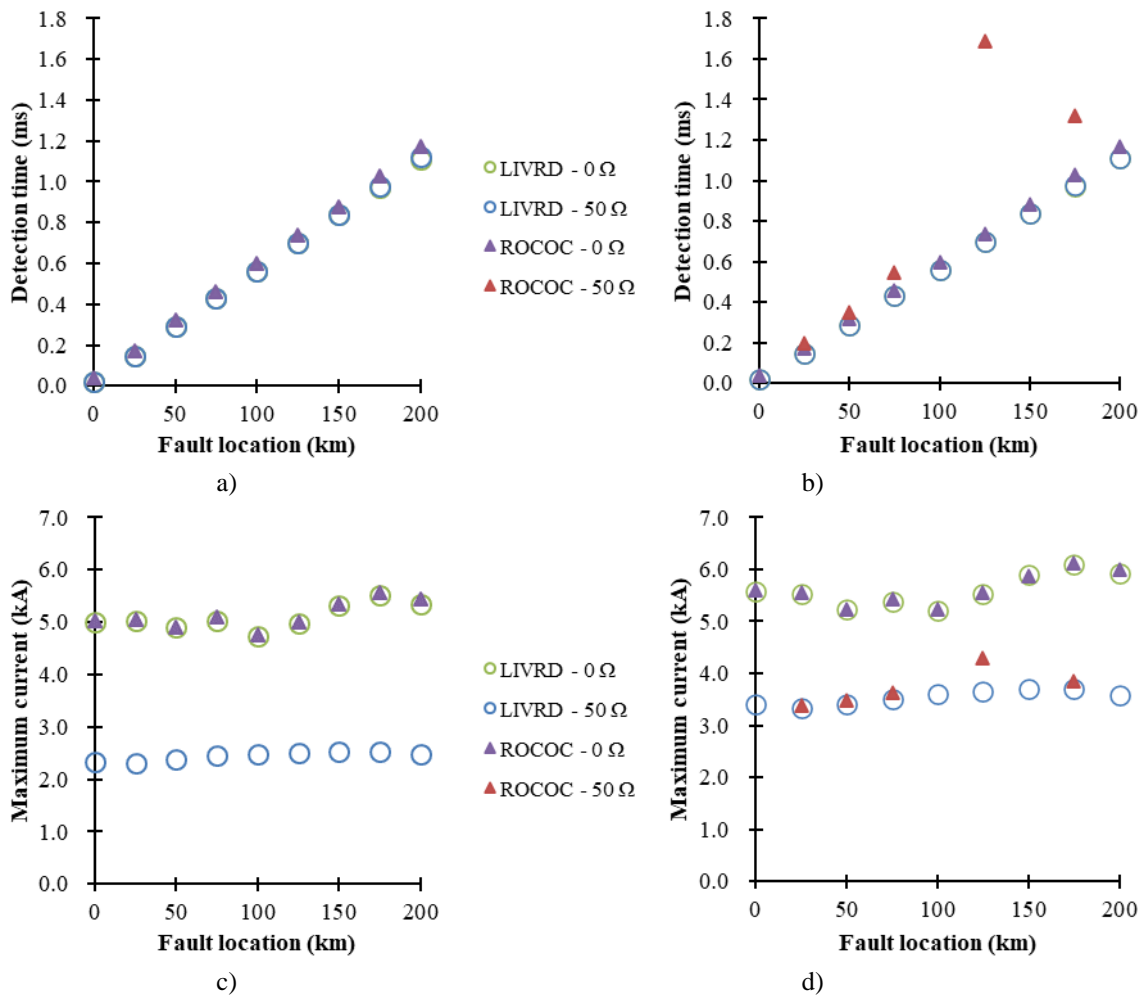 1.8
1.6
1.4
1.2
1.0
0.8
0.6
0.4
0.2
0.0
Detection time (ms)
0 50 100 150 200
Fault location (km)
a)
LIVRD - 0 Ω
LIVRD - 50 Ω
ROCOC - 0 Ω
ROCOC - 50 Ω
1.8
1.6
1.4
1.2
1.0
0.8
0.6
0.4
0.2
0.0
Detection time (ms)
0 50 100 150 200
Fault location (km)
b)
7.0
6.0
5.0
4.0
3.0
2.0
1.0
0.0
Maximum current (kA)
0 50 100 150 200
Fault location (km)
c)
LIVRD - 0 Ω
LIVRD - 50 Ω
ROCOC - 0 Ω
ROCOC - 50 Ω
7.0
6.0
5.0
4.0
3.0
2.0
1.0
0.0
Maximum current (kA)
0 50 100 150 200
Fault location (km)
d)